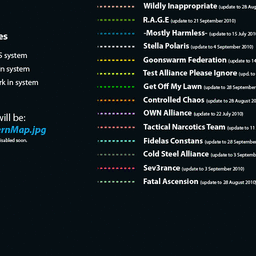 es
S system
n system
rk in system
will be:
ernMap.jpg
isabled soon.
Wildly Inappropriate (update to 28 Aug
R.A.G.E (update to 21 September 2010)
-Mostly Harmless- (update to 15 July 2010
Stella Polaris (update to 4 September 2010)
Goonswarm Federation (update to 14
Test Alliance Please Ignore (upd. to
Get Off My Lawn (update to 28 September
Controlled Chaos (update to 28 August 20
OWN Alliance (update to 22 July 2010)
Tactical Narcotics Team (update to 11
Fidelas Constans (update to 28 September
Cold Steel Alliance (update to 3 Septemb
Sev3rance (update to 3 September 2010)
Fatal Ascension (update to 28 August 2010)